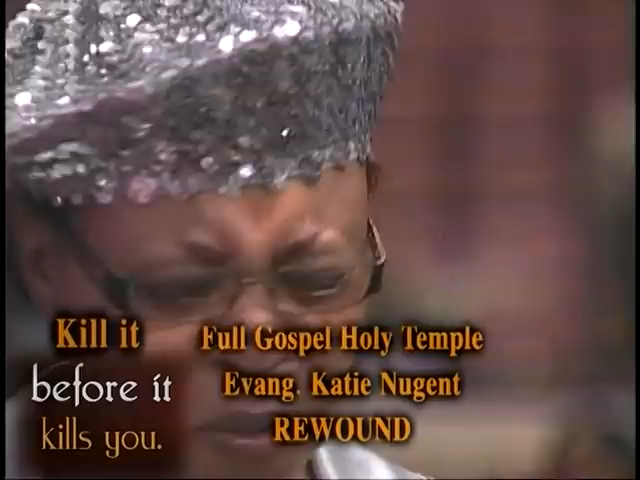 Kill it
before it
kills you.
Full Gospel Holy Temple
Evang. Katie Nugent
REWOUND